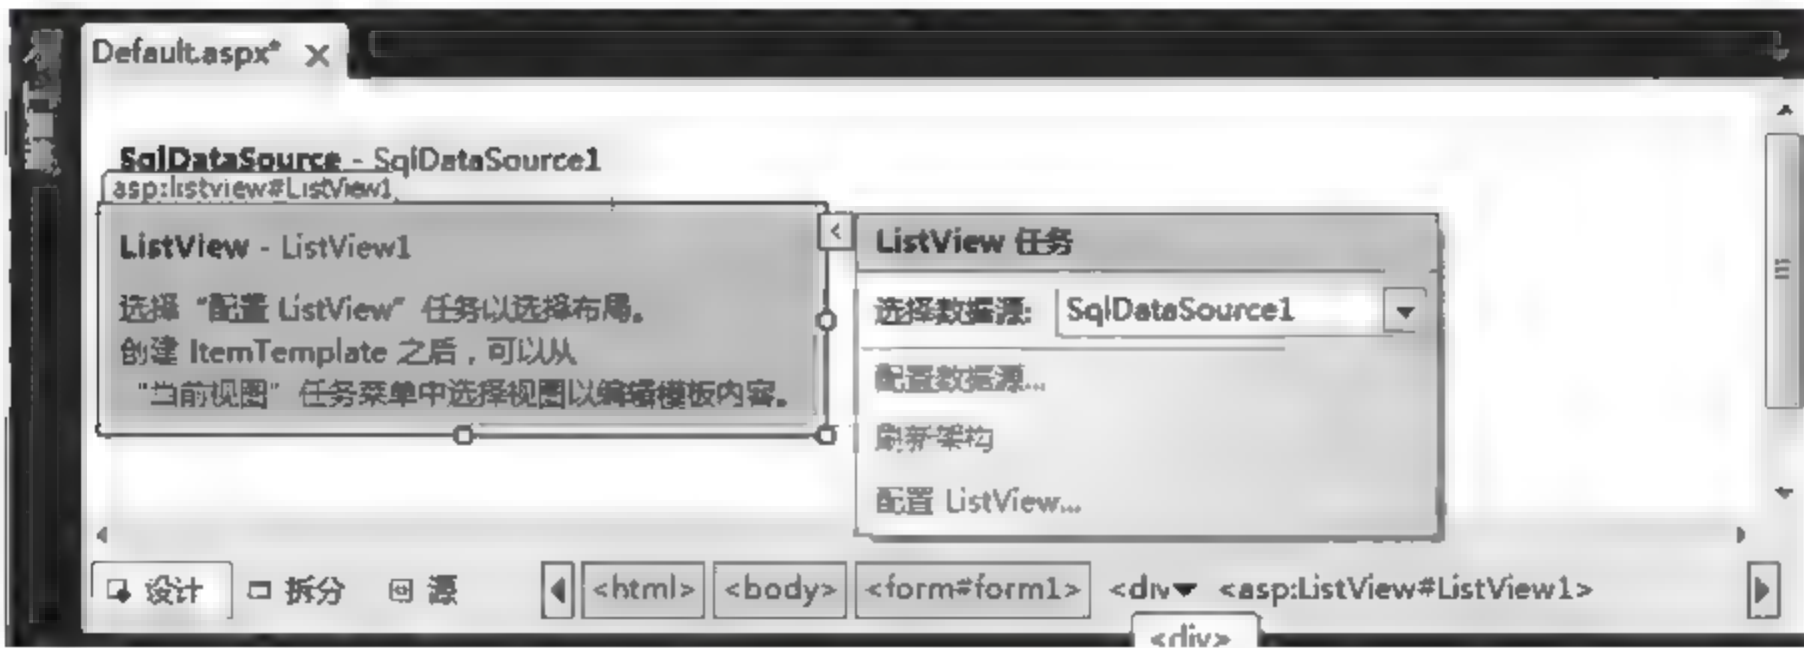 Default.aspx*
SqlDataSource - SqlDataSource1
asp:listview#ListView1
ListView - ListView1
选择“配置 ListView”任务以选择布局。
创建 ItemTemplate 之后，可以从
“当前视图”任务菜单中选择视图以编辑模板内容。
ListView 任务
选择数据源: SqlDataSource1
配置数据源...
刷新架构
配置 ListView...
设计 拆分 源 <html> <body> <form#form1> <div <asp:ListView#ListView1>
<div>